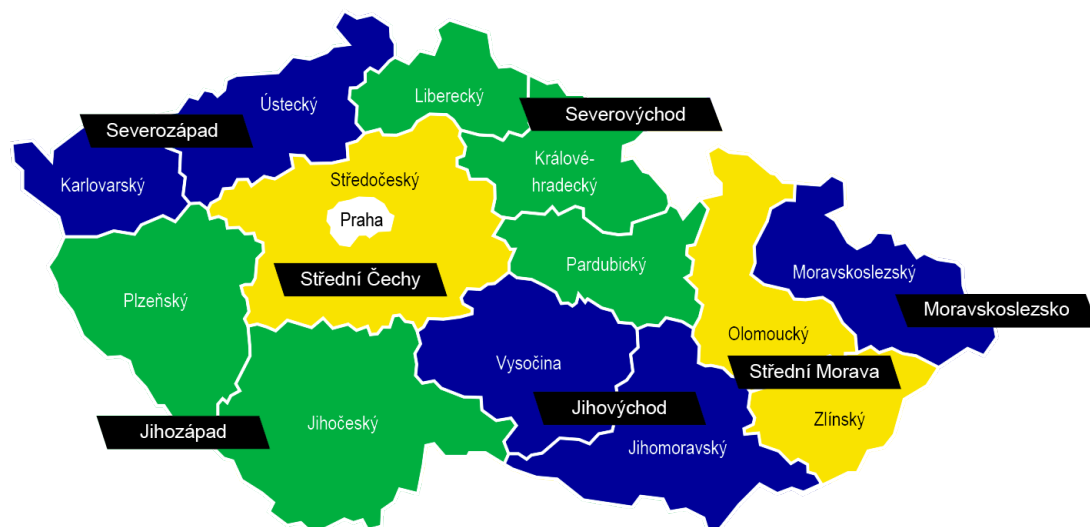 Ústecký
Liberecký
Severozápad
Severovýchod
Karlovarský
Středočeský
Králové-
hradecký
Praha
Střední Čechy
Pardubický
Plzeňský
Moravskoslezský
Moravskoslezsko
Olomoucký
Vysočina
Střední Morava
Jihozápad
Jihočeský
Jihovýchod
Zlínský
Jihomoravský